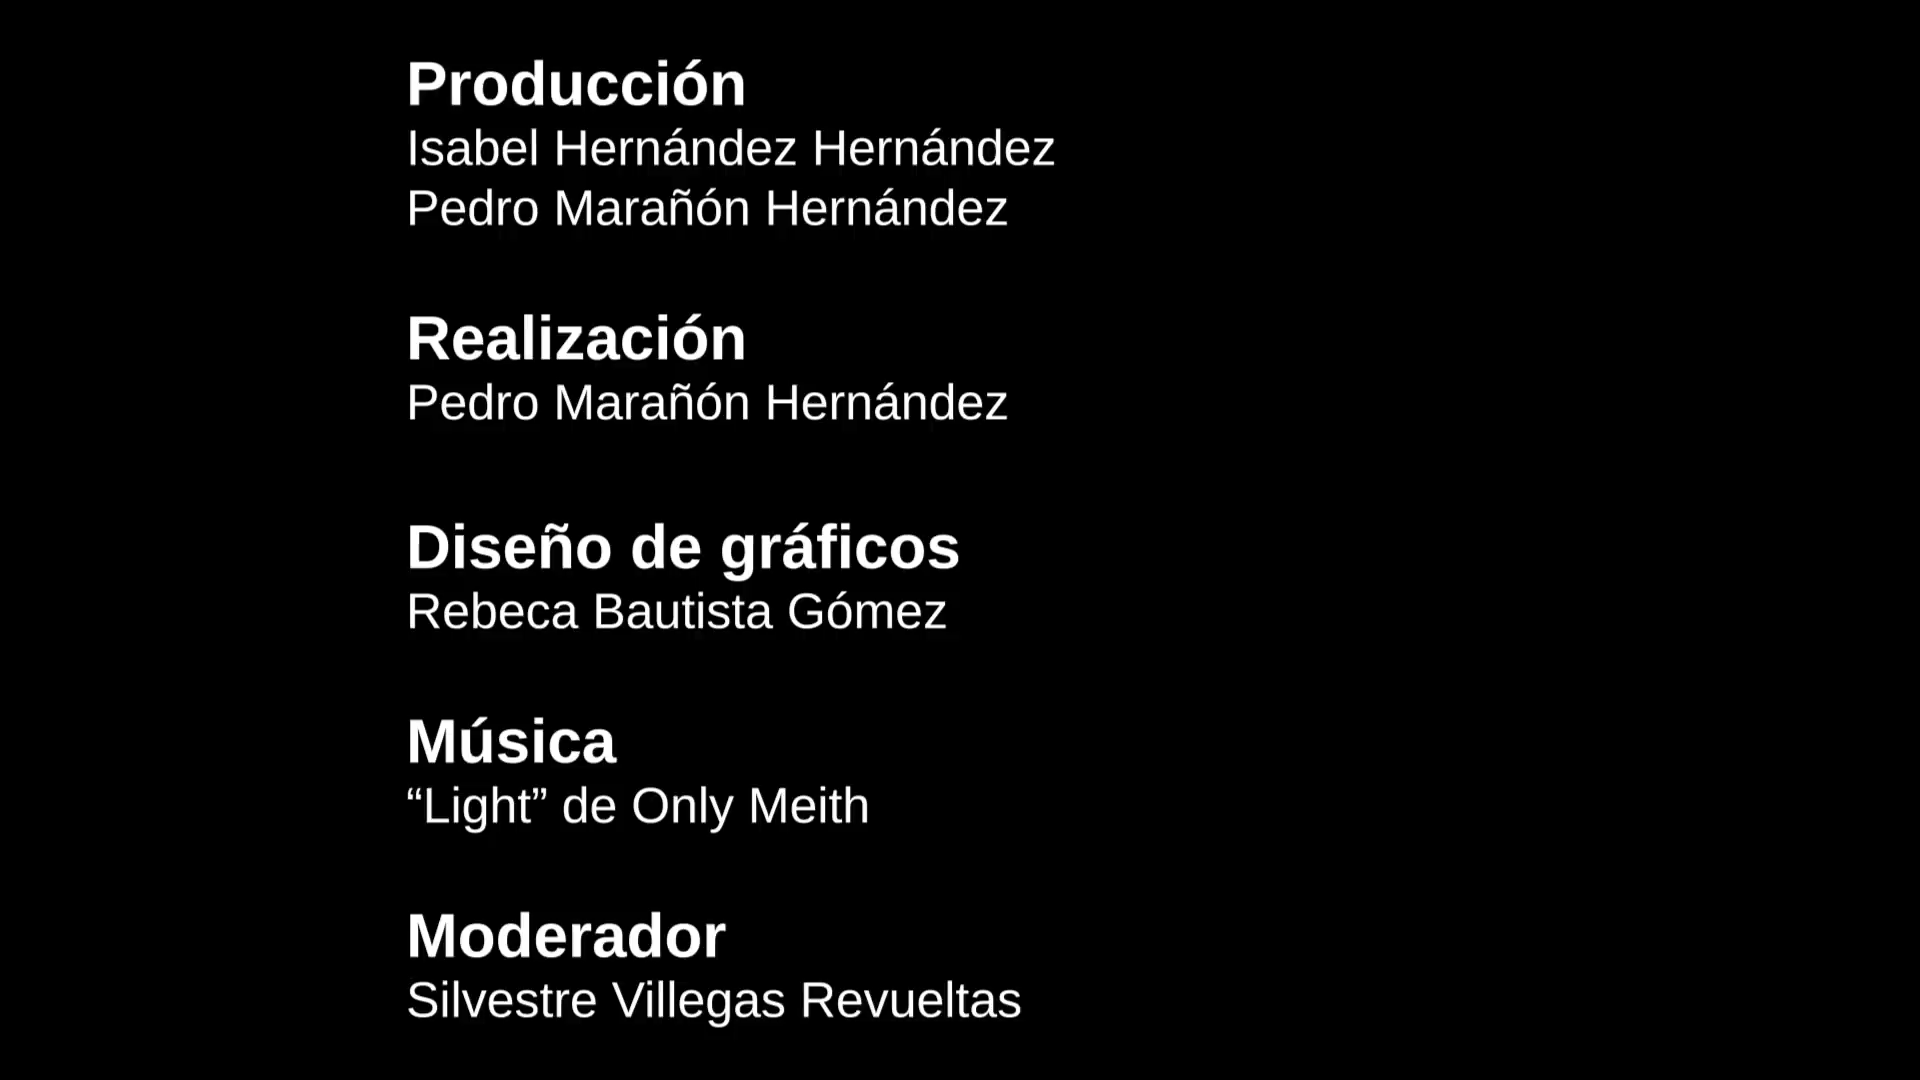 Producción
Isabel Hernández Hernández
Pedro Marañón Hernández
Realización
Pedro Marañón Hernández
Diseño de gráficos
Rebeca Bautista Gómez
Música
“Light” de Only Meith
Moderador
Silvestre Villegas Revueltas